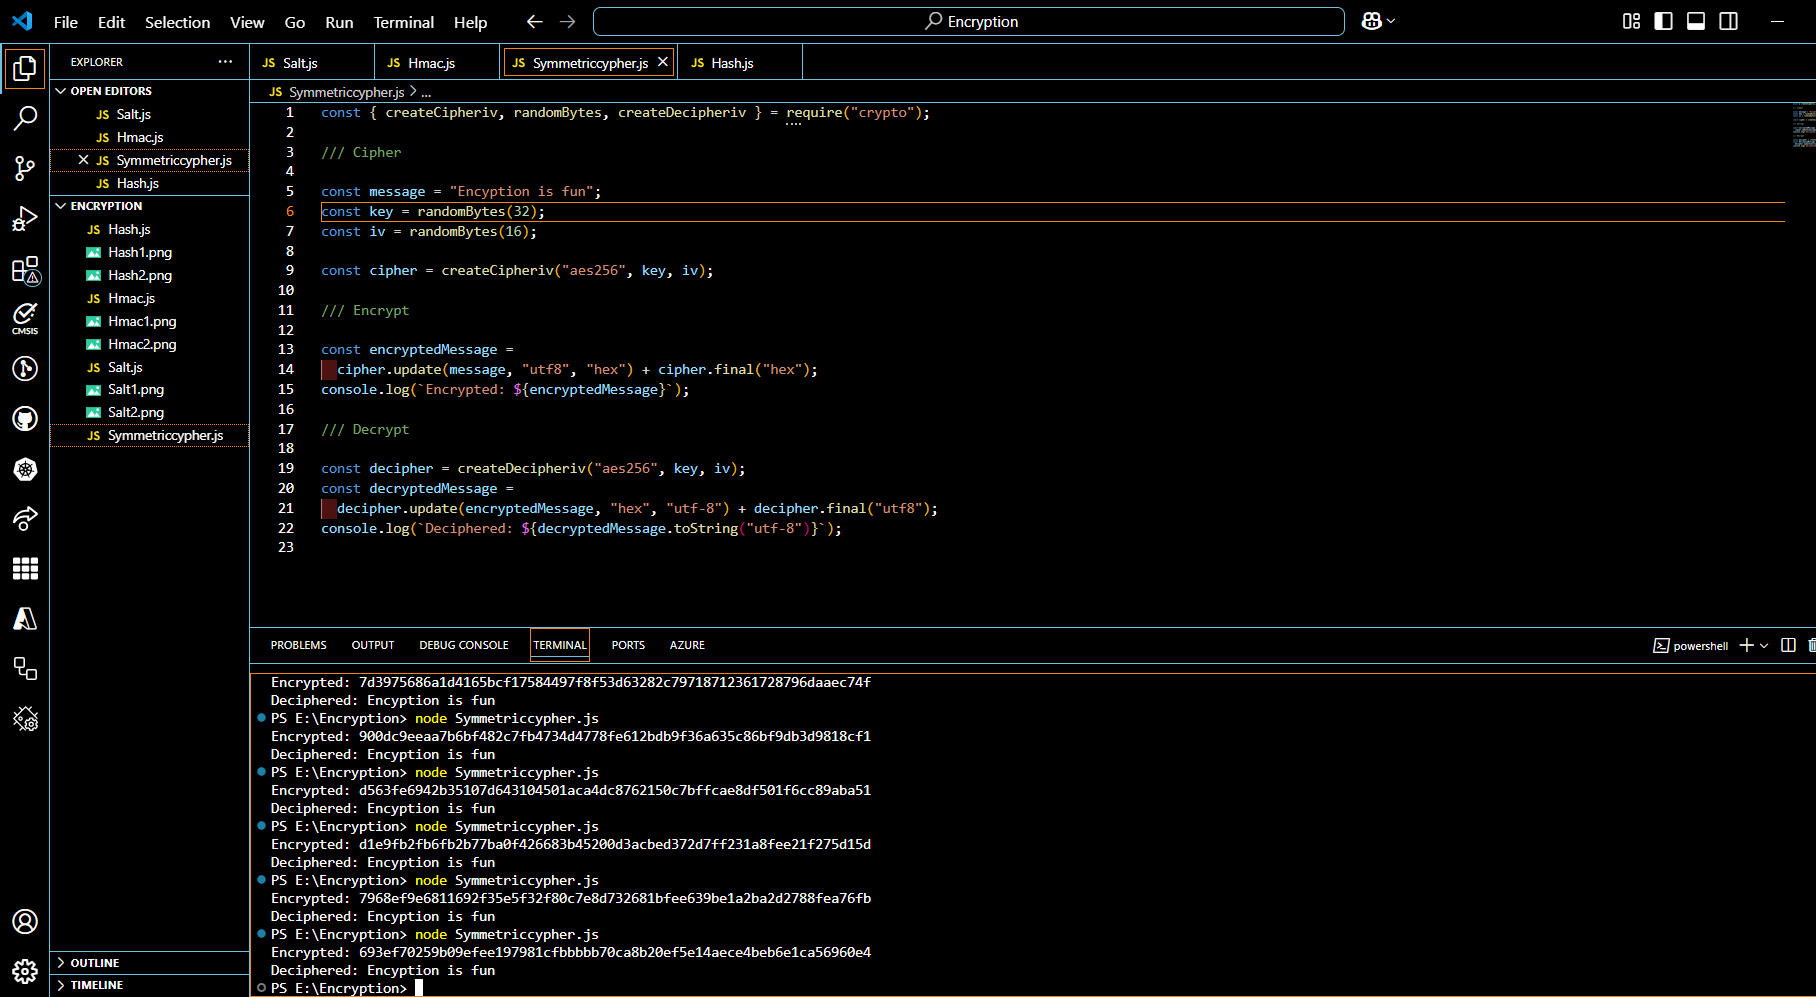 File Edit Selection View Go Run Terminal Help
Encryption
EXPLORER ...
OPEN EDITORS
JS Salt.js
JS Hmac.js
JS Symmetriccypher.js
JS Hash.js
ENCRYPTION
JS Hash.js
Hash1.png
Hash2.png
JS Hmac.js
Hmac1.png
Hmac2.png
JS Salt.js
Salt1.png
Salt2.png
JS Symmetriccypher.js
OUTLINE
TIMELINE
CMSIS
JS Salt.js JS Hmac.js JS Symmetriccypher.js JS Hash.js
JS Symmetriccypher.js > ...
1 const { createCipheriv, randomBytes, createDecipheriv } = require("crypto");
2
3 /// Cipher
4
5 const message = "Encyption is fun";
6 const key = randomBytes(32);
7 const iv = randomBytes(16);
8
9 const cipher = createCipheriv("aes256", key, iv);
10
11 /// Encrypt
12
13 const encryptedMessage =
14 cipher.update(message, "utf8", "hex") + cipher.final("hex");
15 console.log(`Encrypted: ${encryptedMessage}`);
16
17 /// Decrypt
18
19 const decipher = createDecipheriv("aes256", key, iv);
20 const decryptedMessage =
21 decipher.update(encryptedMessage, "hex", "utf-8") + decipher.final("utf8");
22 console.log(`Deciphered: ${decryptedMessage.toString("utf-8")}`);
23
PROBLEMS OUTPUT DEBUG CONSOLE TERMINAL PORTS AZURE
powershell
Encrypted: 7d3975686a1d4165bcf17584497f8f53d63282c79718712361728796daaec74f
Deciphered: Encyption is fun
PS E:\Encryption> node Symmetriccypher.js
Encrypted: 900dc9eeaa7b6bf482c7fb4734d4778fe612bdb9f36a635c86bf9db3d9818cf1
Deciphered: Encyption is fun
PS E:\Encryption> node Symmetriccypher.js
Encrypted: d563fe6942b35107d643104501aca4dc8762150c7bffcae8df501f6cc89aba51
Deciphered: Encyption is fun
PS E:\Encryption> node Symmetriccypher.js
Encrypted: d1e9fb2fb6fb2b77ba0f426683b45200d3acbed372d7ff231a8fee21f275d15d
Deciphered: Encyption is fun
PS E:\Encryption> node Symmetriccypher.js
Encrypted: 7968ef9e6811692f35e5f32f80c7e8d732681bfee639be1a2ba2d2788fea76fb
Deciphered: Encyption is fun
PS E:\Encryption> node Symmetriccypher.js
Encrypted: 693ef70259b09efee197981cfbbbbb70ca8b20ef5e14aece4beb6e1ca56960e4
Deciphered: Encyption is fun
PS E:\Encryption>